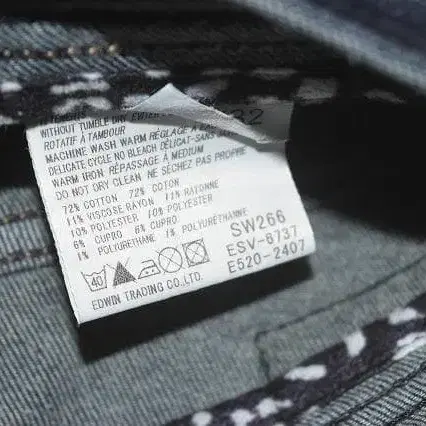 WITHOUT TUMBLE DRY
ROTATIF À TAMBOUR
MACHINE WASH WARM RÉGLAGE À
DELICATE CYCLE NO BLEACH DÉLICAT-SANS
WARM IRON RÉPASSAGE À MEDIUM
DO NOT DRY CLEAN NE SÉCHEZ PAS PROPRE
72% COTTON 72% COTON
11% VISCOSE RAYON 11% RAYONNE
10% POLYESTER 10% POLYESTER
6% CUPRO 6% CUPRO
1% POLYURETHANE 1% POLYURÉTHANNE
40
EDWIN TRADING CO.,LTD.
SW266
ESV-8737
E520-2407
32